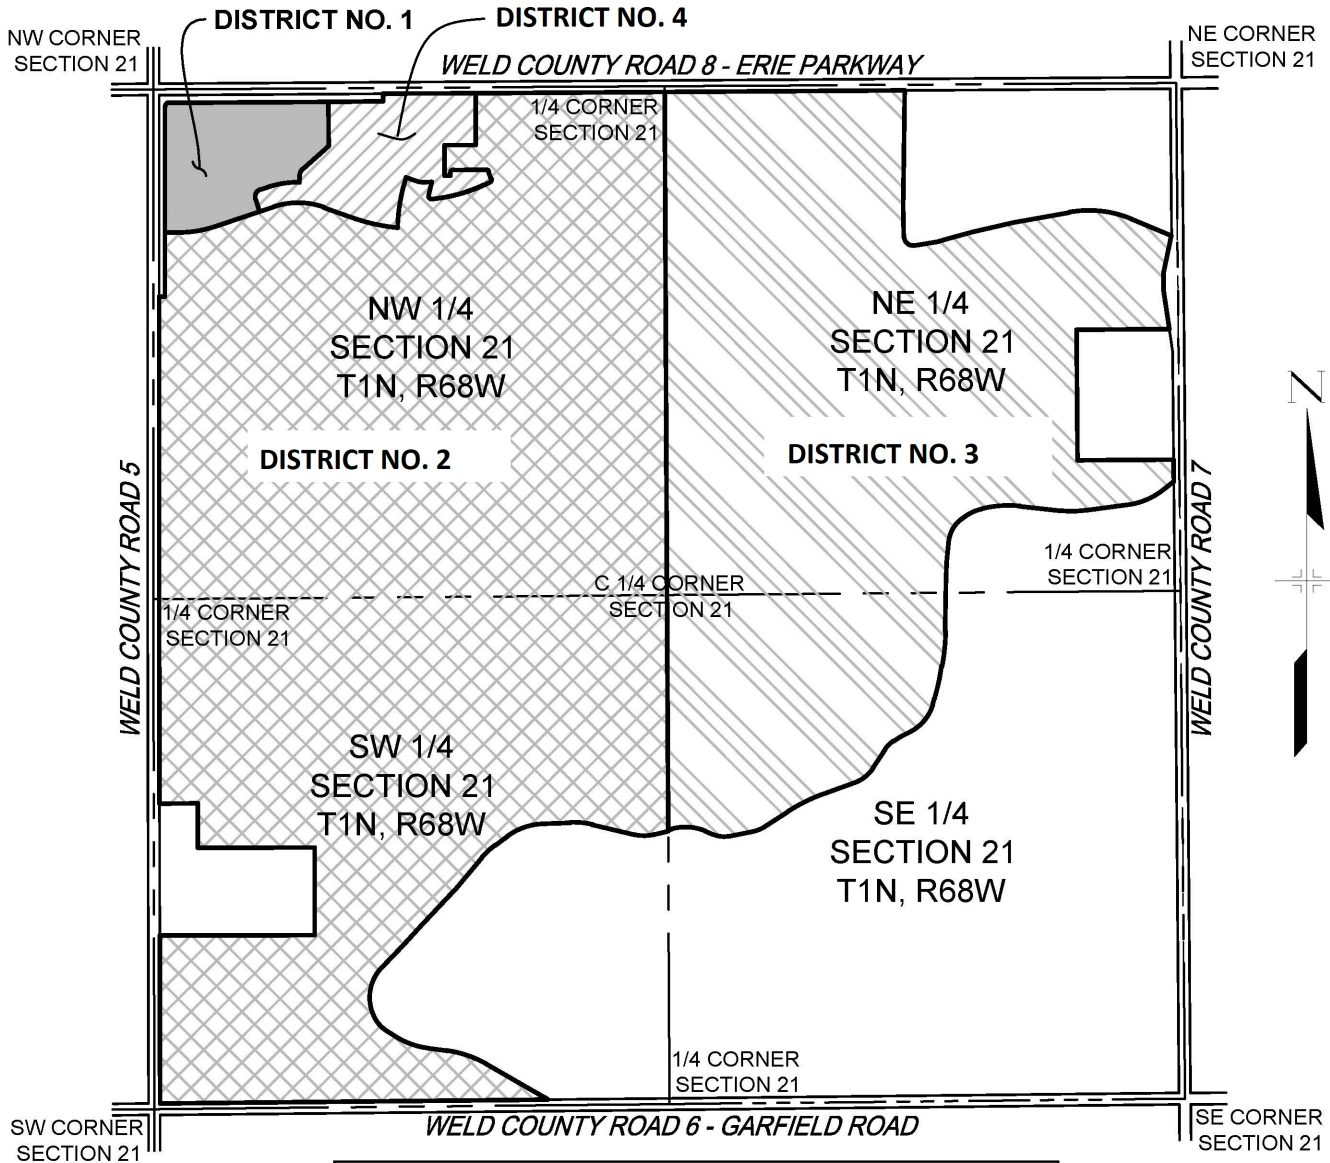 DISTRICT NO. 1
DISTRICT NO. 4
NW CORNER
SECTION 21
NE CORNER
SECTION 21
WELD COUNTY ROAD 8 - ERIE PARKWAY
1/4 CORNER
SECTION 21
NW 1/4
SECTION 21
T1N, R68W
NE 1/4
SECTION 21
T1N, R68W
N
DISTRICT NO. 2
DISTRICT NO. 3
WELD COUNTY ROAD 5
WELD COUNTY ROAD 7
1/4 CORNER
SECTION 21
C 1/4 CORNER
SECTION 21
1/4 CORNER
SECTION 21
SW 1/4
SECTION 21
T1N, R68W
SE 1/4
SECTION 21
T1N, R68W
1/4 CORNER
SECTION 21
SW CORNER
SECTION 21
WELD COUNTY ROAD 6 - GARFIELD ROAD
SE CORNER
SECTION 21